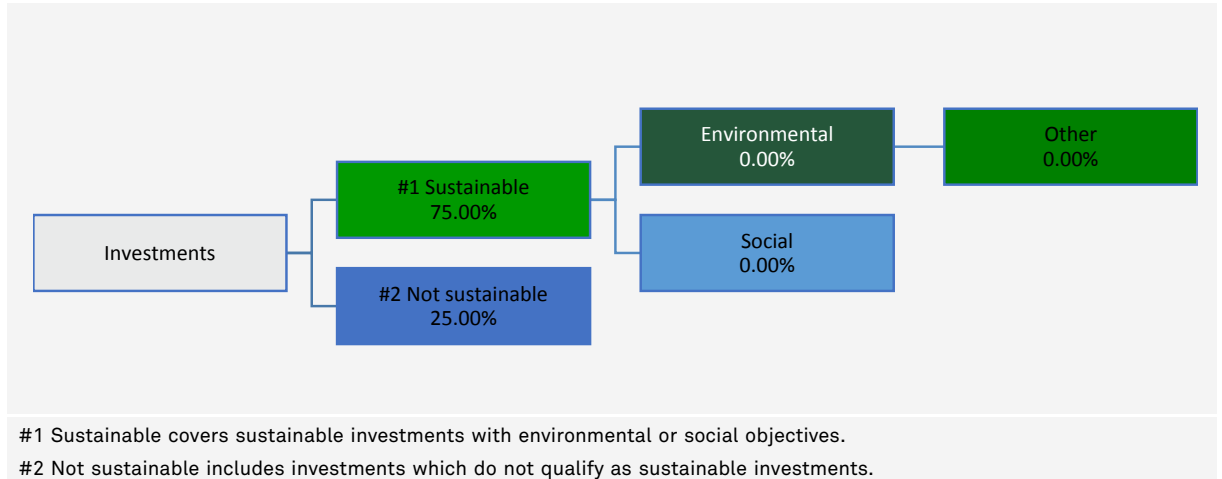 Investments
#1 Sustainable
75.00%
#2 Not sustainable
25.00%
Environmental
0.00%
Social
0.00%
Other
0.00%
#1 Sustainable covers sustainable investments with environmental or social objectives.
#2 Not sustainable includes investments which do not qualify as sustainable investments.